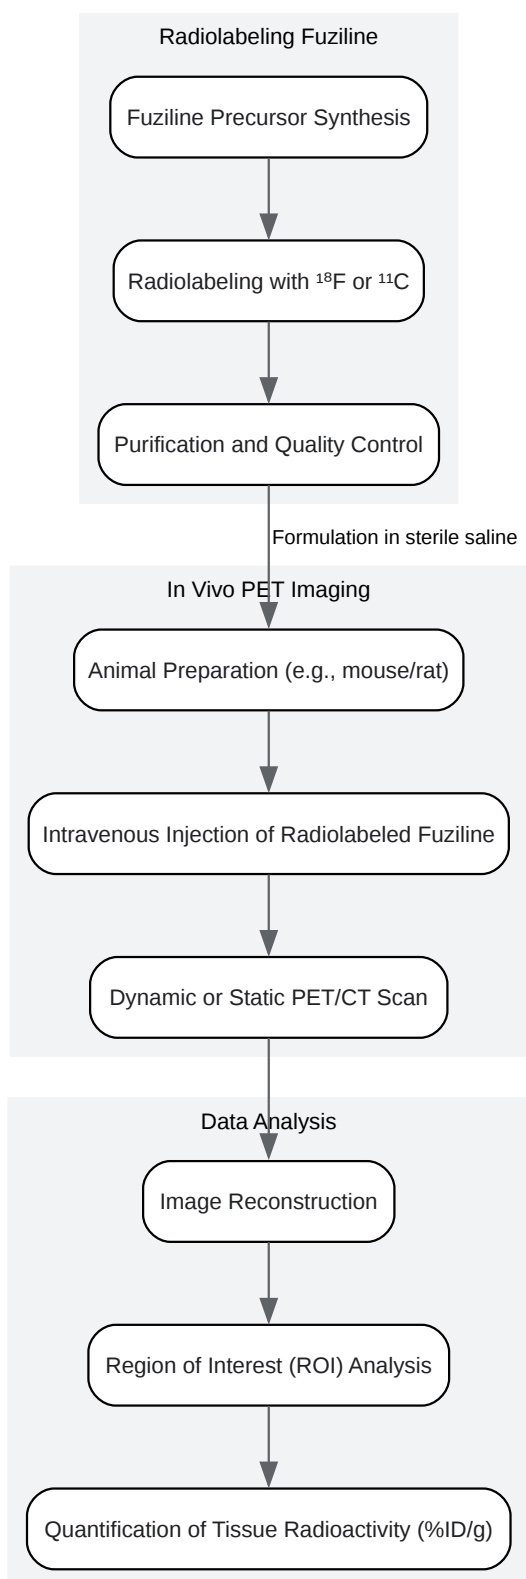 Radiolabeling Fuziline
Fuziline Precursor Synthesis
Radiolabeling with ¹⁸F or ¹¹C
Purification and Quality Control
Formulation in sterile saline
In Vivo PET Imaging
Animal Preparation (e.g., mouse/rat)
Intravenous Injection of Radiolabeled Fuziline
Dynamic or Static PET/CT Scan
Data Analysis
Image Reconstruction
Region of Interest (ROI) Analysis
Quantification of Tissue Radioactivity (%ID/g)